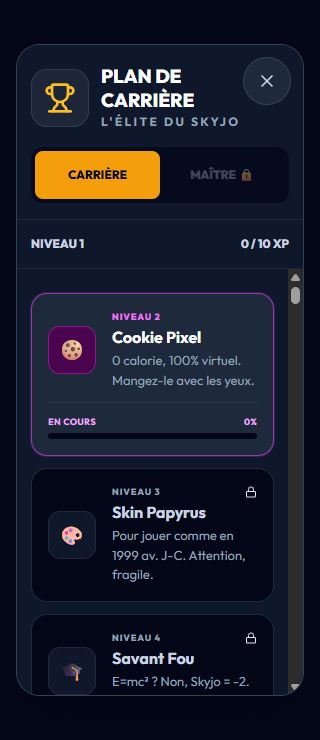 PLAN DE
CARRIÈRE
L'ÉLITE DU SKYJO
CARRIÈRE
MAÎTRE
NIVEAU 1
0 / 10 XP
NIVEAU 2
Cookie Pixel
0 calorie, 100% virtuel.
Mangez-le avec les yeux.
EN COURS
0%
NIVEAU 3
Skin Papyrus
Pour jouer comme en
1999 av. J-C. Attention,
fragile.
NIVEAU 4
Savant Fou
E=mc² ? Non, Skyjo = -2.